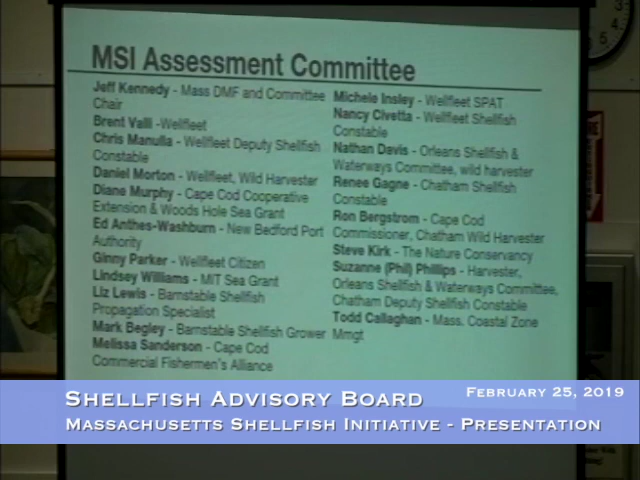 MSI Assessment Committee
Jeff Kennedy - Mass DMF and Committee
Chair
Brent Valli -Wellfleet
Chris Manulla - Wellfleet Deputy Shellfish
Constable
Daniel Morton - Wellfleet, Wild Harvester
Diane Murphy - Cape Cod Cooperative
Extension & Woods Hole Sea Grant
Ed Anthes-Washburn - New Bedford Port
Authority
Ginny Parker - Wellfleet Citizen
Lindsey Williams - MIT Sea Grant
Liz Lewis - Barnstable Shellfish
Propagation Specialist
Mark Begley - Barnstable Shellfish Grower
Melissa Sanderson - Cape Cod
Commercial Fishermen's Alliance
Michele Insley - Wellfleet SPAT
Nancy Civetta - Wellfleet Shellfish
Constable
Nathan Davis - Orleans Shellfish &
Waterways Committee, wild harvester
Renee Gagne - Chatham Shellfish
Constable
Ron Bergstrom - Cape Cod
Commissioner, Chatham Wild Harvester
Steve Kirk - The Nature Conservancy
Suzanne (Phil) Phillips - Harvester,
Orleans Shellfish & Waterways Committee,
Chatham Deputy Shellfish Constable
Todd Callaghan - Mass. Coastal Zone
Mmgt
Shellfish Advisory Board
February 25, 2019
Massachusetts Shellfish Initiative - Presentation